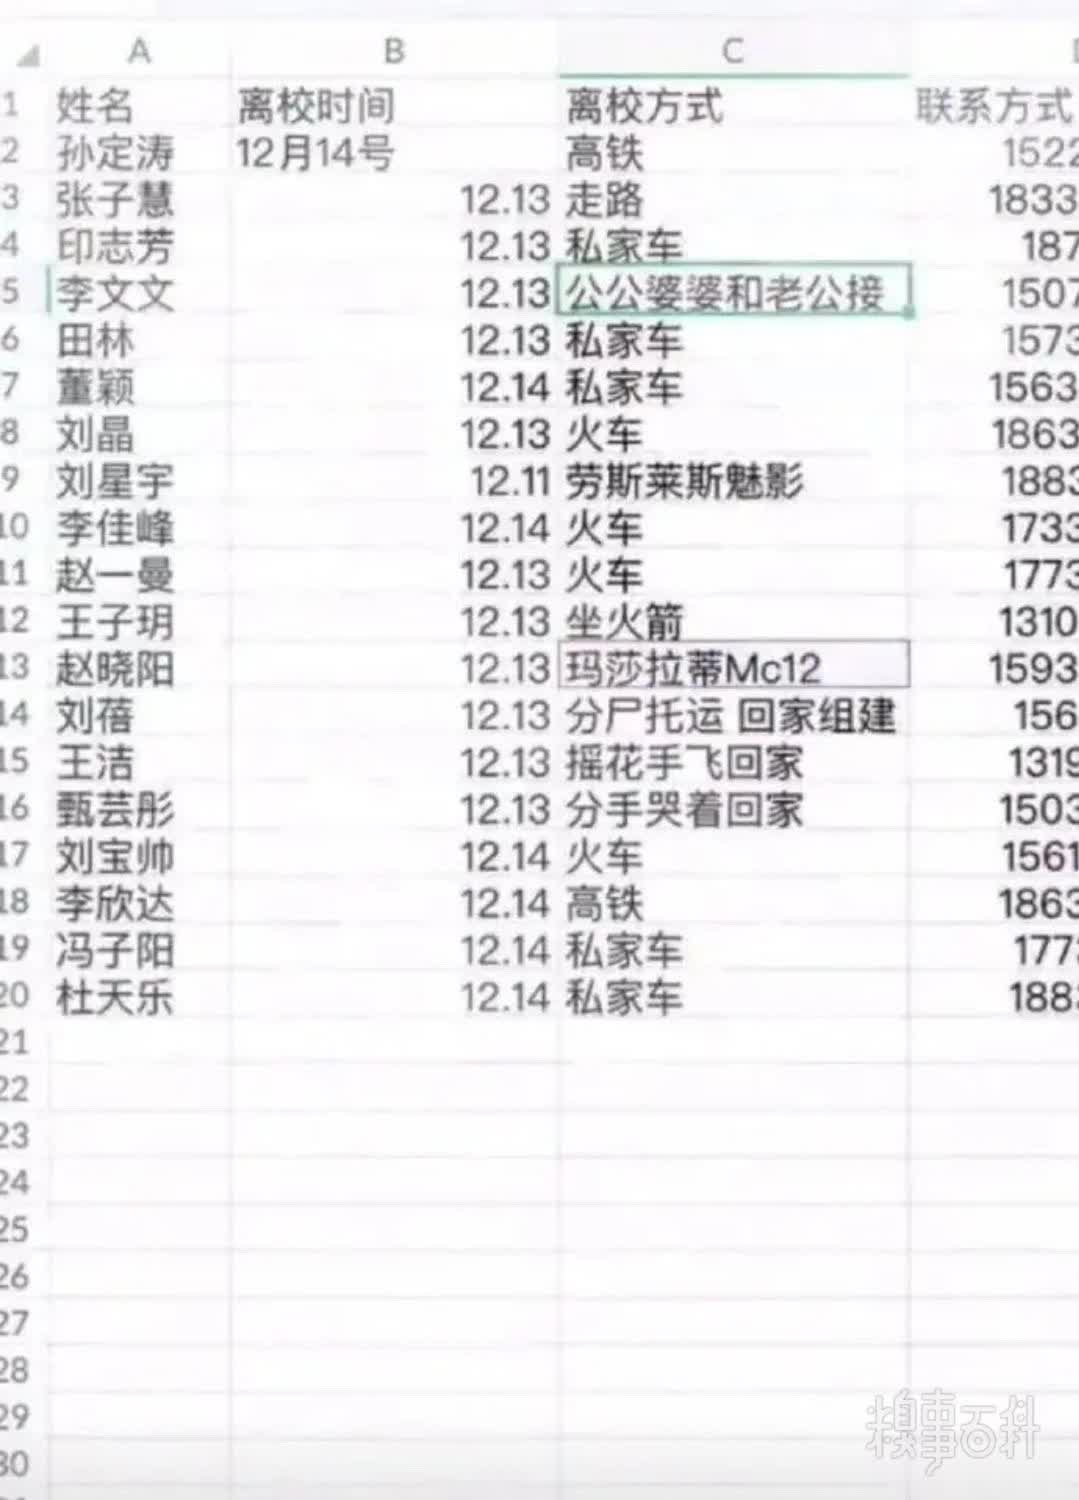 A B C
1 姓名 离校时间 离校方式 联系方式
2 孙定涛 12月14号 高铁 1522
3 张子慧 12.13 走路 1833
4 印志芳 12.13 私家车 187
5 李文文 12.13 公公婆婆和老公接 1507
6 田林 12.13 私家车 1573
7 董颖 12.14 私家车 1563
8 刘晶 12.13 火车 1863
9 刘星宇 12.11 劳斯莱斯魅影 1883
10 李佳峰 12.14 火车 1733
11 赵一曼 12.13 火车 1773
12 王子玥 12.13 坐火箭 1310
13 赵晓阳 12.13 玛莎拉蒂Mc12 1593
14 刘蓓 12.13 分尸托运 回家组建 156
15 王洁 12.13 摇花手飞回家 1319
16 甄芸彤 12.13 分手哭着回家 1503
17 刘宝帅 12.14 火车 1561
18 李欣达 12.14 高铁 1863
19 冯子阳 12.14 私家车 177
20 杜天乐 12.14 私家车 188
21
22
23
24
25
26
27
28
29
30
糗事百科